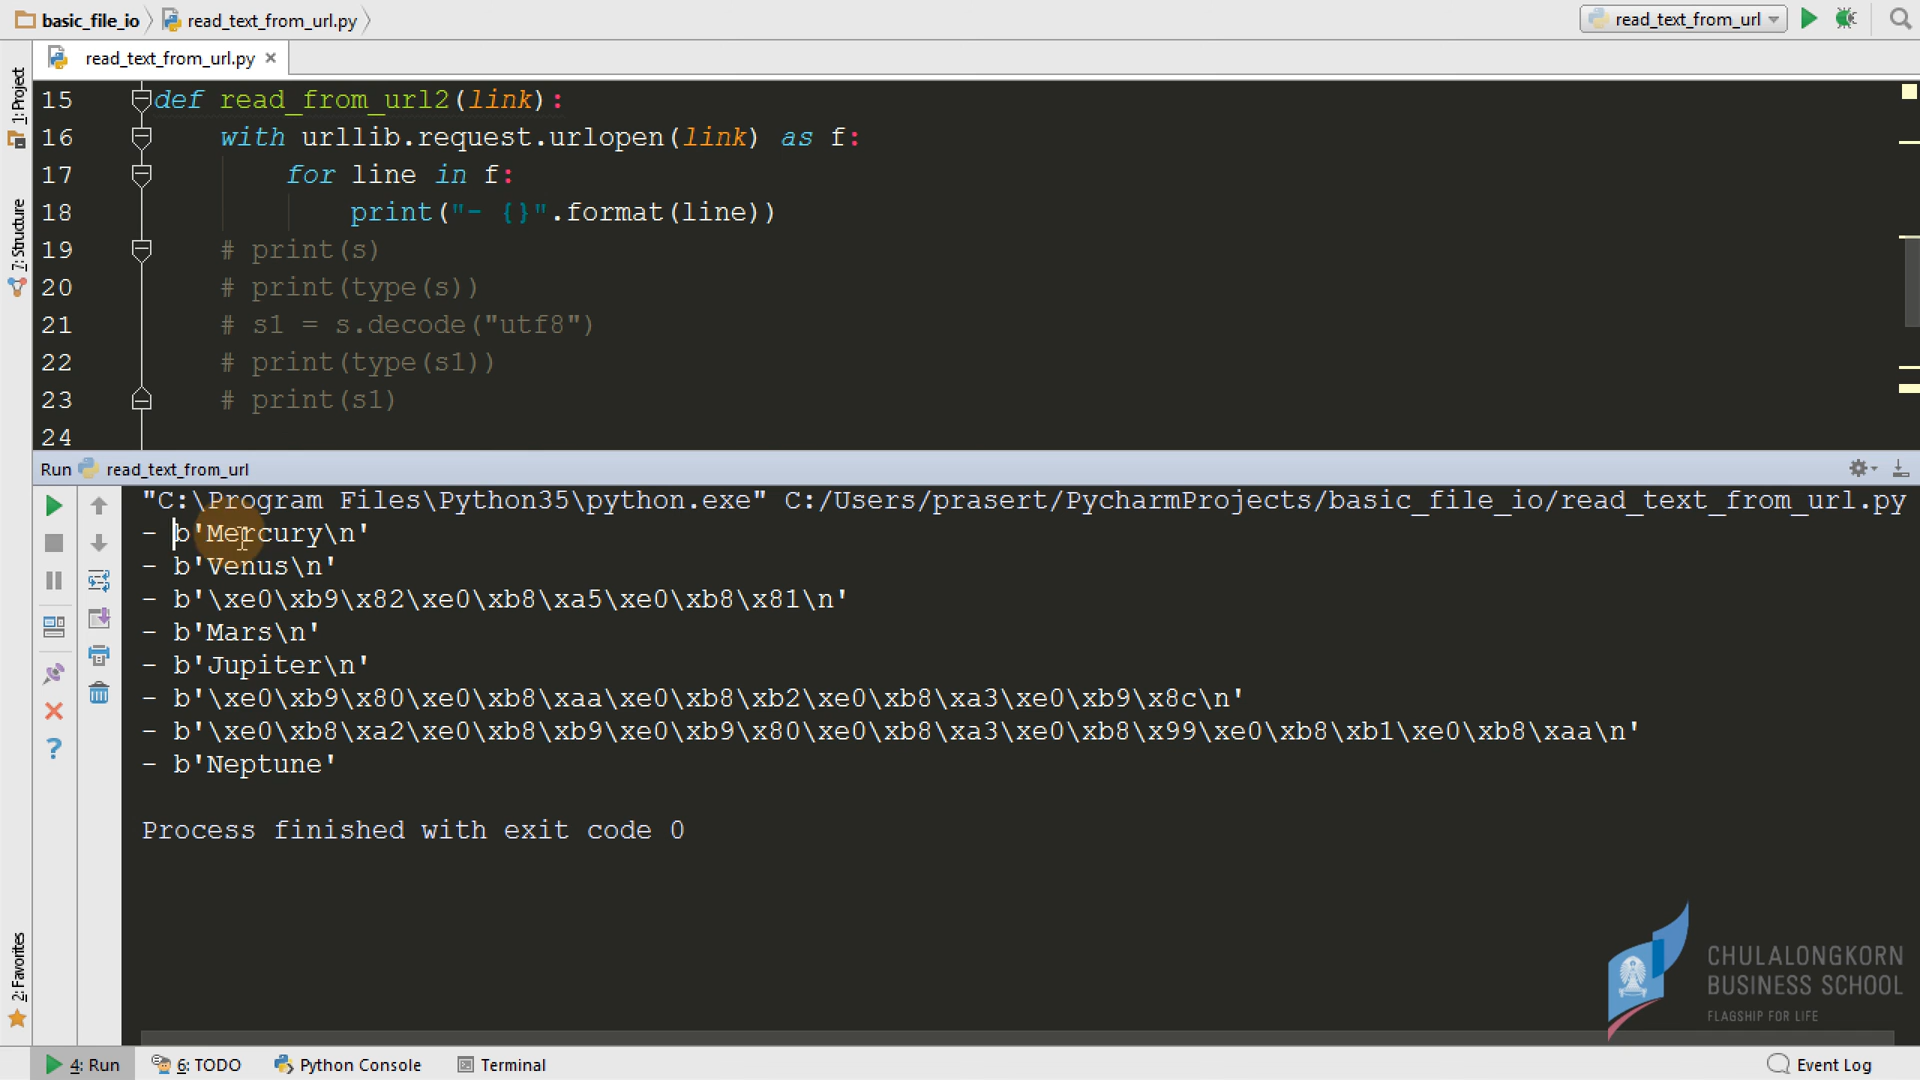 basic_file_io read_text_from_url.py read_text_from_url
read_text_from_url.py
1: Project
7: Structure
2: Favorites
15 def read_from_url2(link):
16 with urllib.request.urlopen(link) as f:
17 for line in f:
18 print("- {}".format(line))
19 # print(s)
20 # print(type(s))
21 # s1 = s.decode("utf8")
22 # print(type(s1))
23 # print(s1)
24
Run read_text_from_url
"C:\Program Files\Python35\python.exe" C:/Users/prasert/PycharmProjects/basic_file_io/read_text_from_url.py
- b'Mercury\n'
- b'Venus\n'
- b'\xe0\xb9\x82\xe0\xb8\xa5\xe0\xb8\x81\n'
- b'Mars\n'
- b'Jupiter\n'
- b'\xe0\xb9\x80\xe0\xb8\xaa\xe0\xb8\xb2\xe0\xb8\xa3\xe0\xb9\x8c\n'
- b'\xe0\xb8\xa2\xe0\xb8\xb9\xe0\xb9\x80\xe0\xb8\xa3\xe0\xb8\x99\xe0\xb8\xb1\xe0\xb8\xaa\n'
- b'Neptune'
Process finished with exit code 0
CHULALONGKORN
BUSINESS SCHOOL
FLAGSHIP FOR LIFE
4: Run 6: TODO Python Console Terminal Event Log